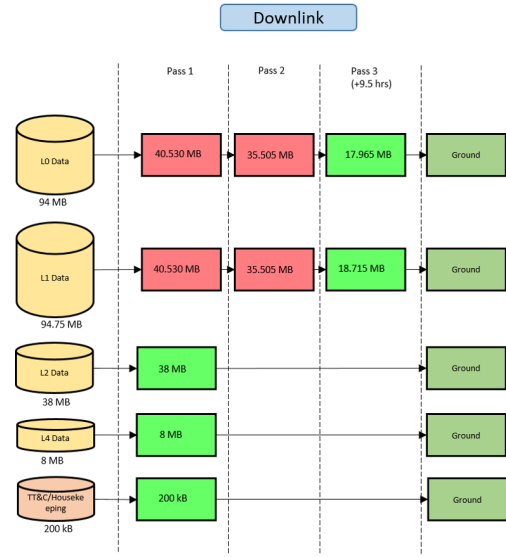 Downlink
Pass 1
Pass 2
Pass 3
(+9.5 hrs)
L0 Data
40.530 MB
35.505 MB
17.965 MB
Ground
94 MB
L1 Data
40.530 MB
35.505 MB
18.715 MB
Ground
94.75 MB
L2 Data
38 MB
Ground
38 MB
L4 Data
8 MB
Ground
8 MB
TT&C/Houseke
eping
200 kB
Ground
200 kB